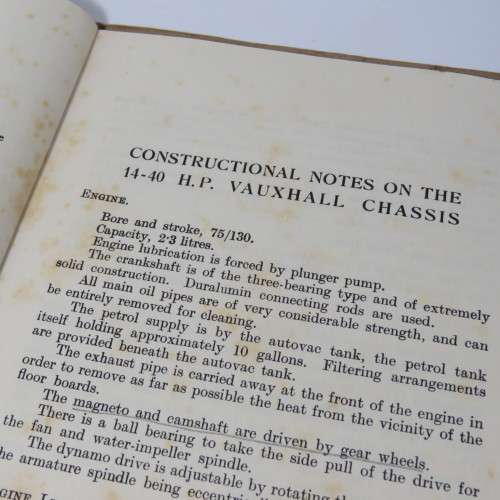 e
CONSTRUCTIONAL NOTES ON THE
14-40 H.P. VAUXHALL CHASSIS
ENGINE.
Bore and stroke, 75/130.
Capacity, 2·3 litres.
Engine lubrication is forced by plunger pump.
The crankshaft is of the three-bearing type and of extremely
solid construction. Duralumin connecting rods are used.
All main oil pipes are of very considerable strength, and can
be entirely removed for cleaning.
The petrol supply is by the autovac tank, the petrol tank
itself holding approximately 10 gallons. Filtering arrangements
are provided beneath the autovac tank.
The exhaust pipe is carried away at the front of the engine in
order to remove as far as possible the heat from the vicinity of the
floor boards.
The magneto and camshaft are driven by gear wheels.
There is a ball bearing to take the side pull of the drive for
the fan and water-impeller spindle.
The dynamo drive is adjustable by rotating the
the armature spindle being